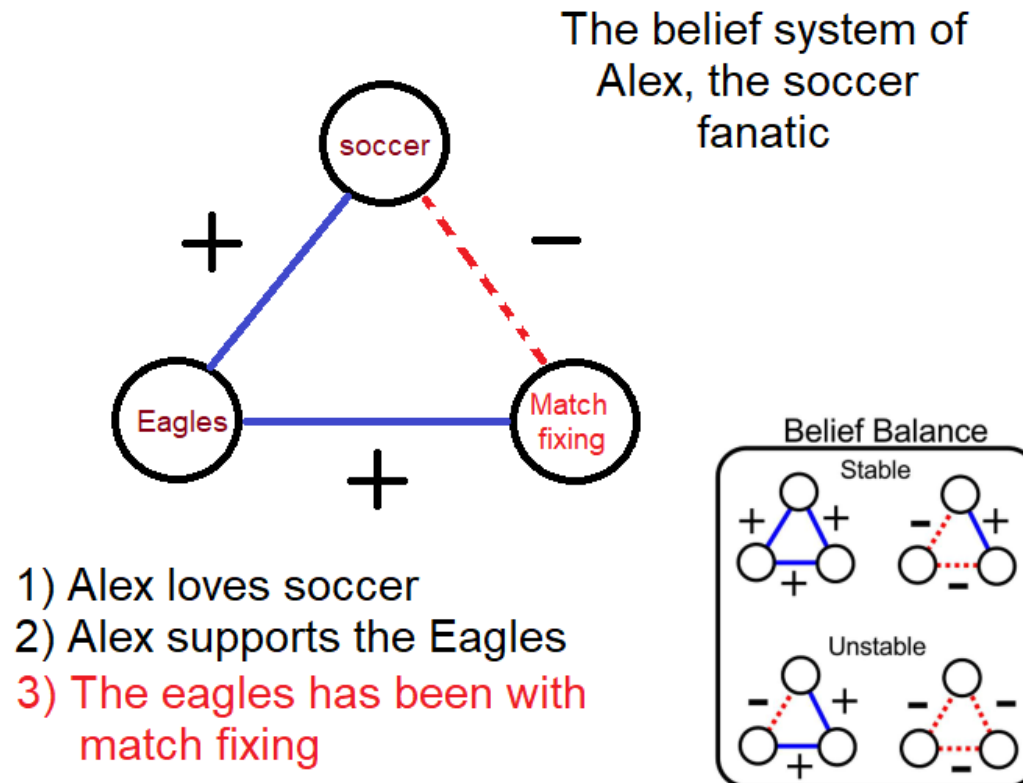 The belief system of
Alex, the soccer
fanatic
soccer
+
−
Eagles
Match
fixing
+
1) Alex loves soccer
2) Alex supports the Eagles
3) The eagles has been with
match fixing
Belief Balance
Stable
+ + - +
+ -
Unstable
- + - -
+ -